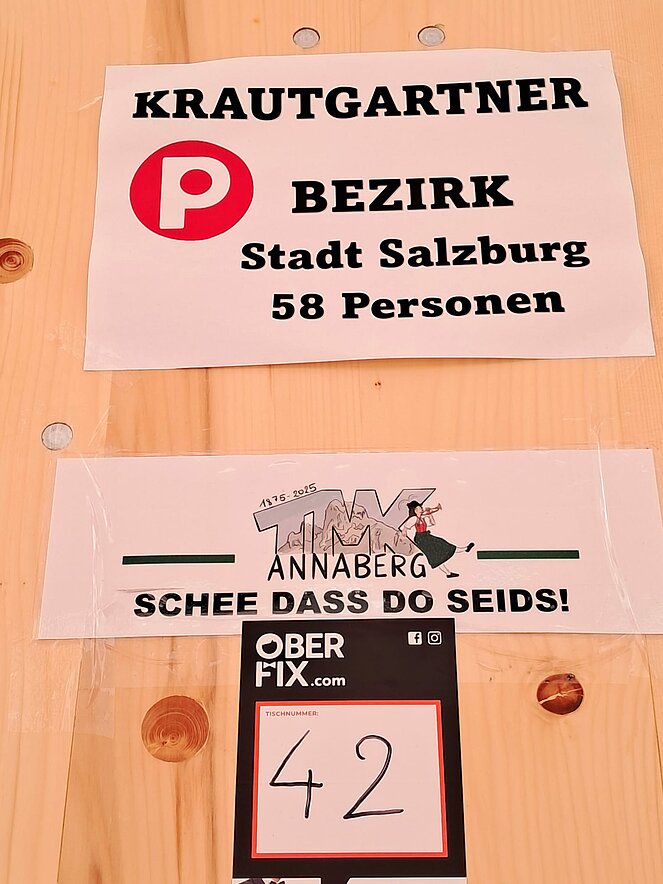 KRAUTGARTNER
P
BEZIRK
Stadt Salzburg
58 Personen
1875-2025
TMK
ANNABERG
SCHEE DASS DO SEIDS!
OBER
FIX.com
TISCHNUMMER:
42